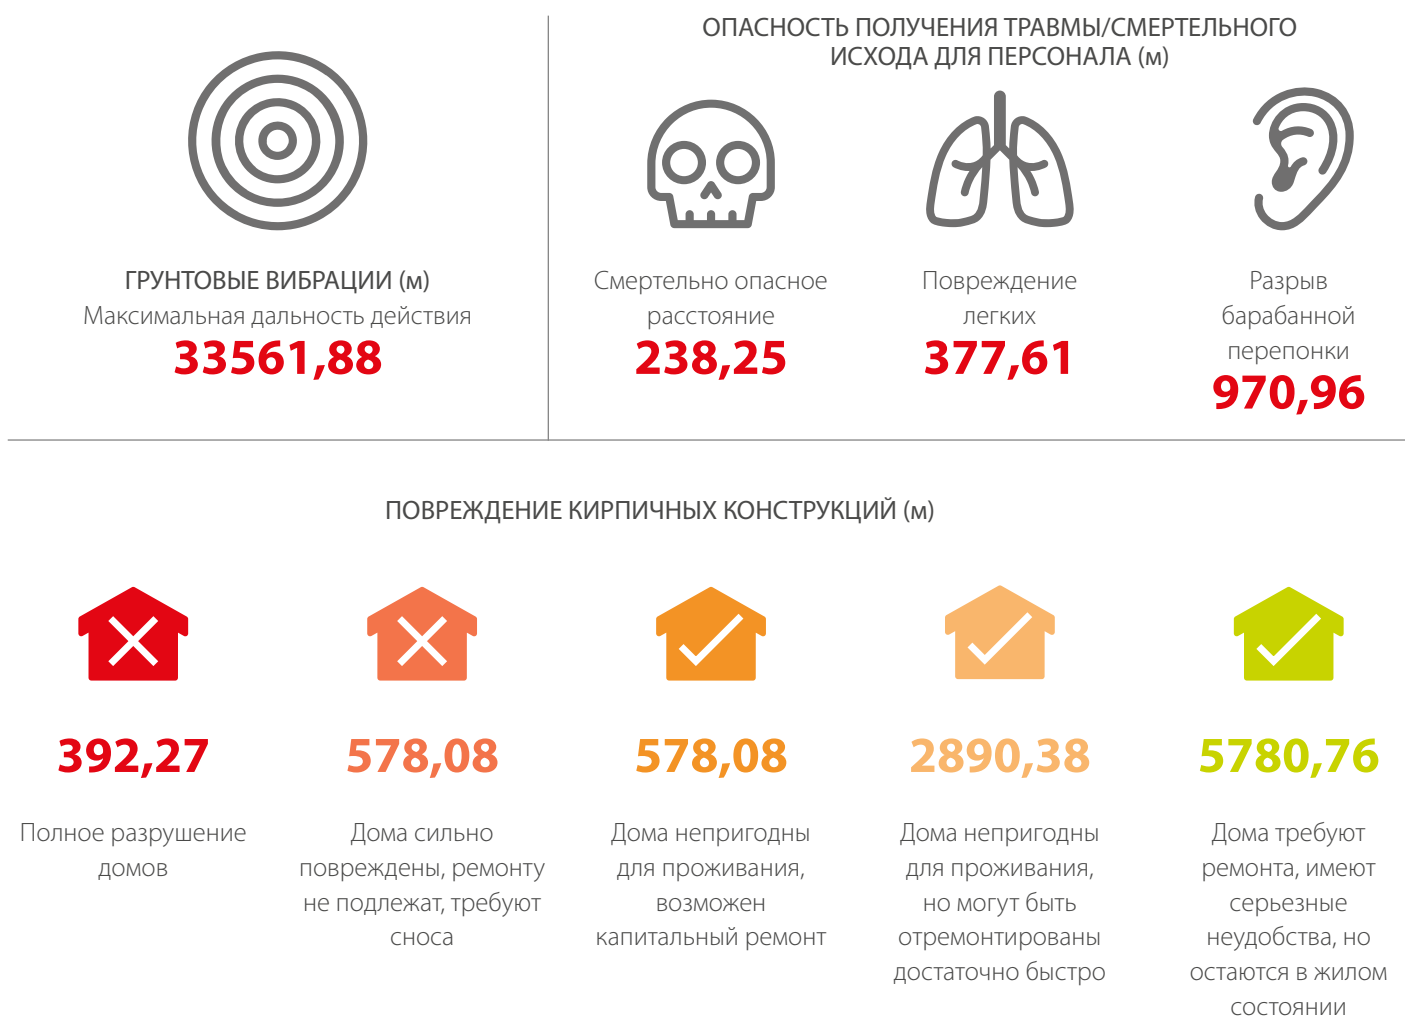 ГРУНТОВЫЕ ВИБРАЦИИ (м)
Максимальная дальность действия
33561,88
ОПАСНОСТЬ ПОЛУЧЕНИЯ ТРАВМЫ/СМЕРТЕЛЬНОГО
ИСХОДА ДЛЯ ПЕРСОНАЛА (м)
Смертельно опасное
расстояние
238,25
Повреждение
легких
377,61
Разрыв
барабанной
перепонки
970,96
ПОВРЕЖДЕНИЕ КИРПИЧНЫХ КОНСТРУКЦИЙ (м)
392,27
Полное разрушение
домов
578,08
Дома сильно
повреждены, ремонту
не подлежат, требуют
сноса
578,08
Дома непригодны
для проживания,
возможен
капитальный ремонт
2890,38
Дома непригодны
для проживания,
но могут быть
отремонтированы
достаточно быстро
5780,76
Дома требуют
ремонта, имеют
серьезные
неудобства, но
остаются в жилом
состоянии